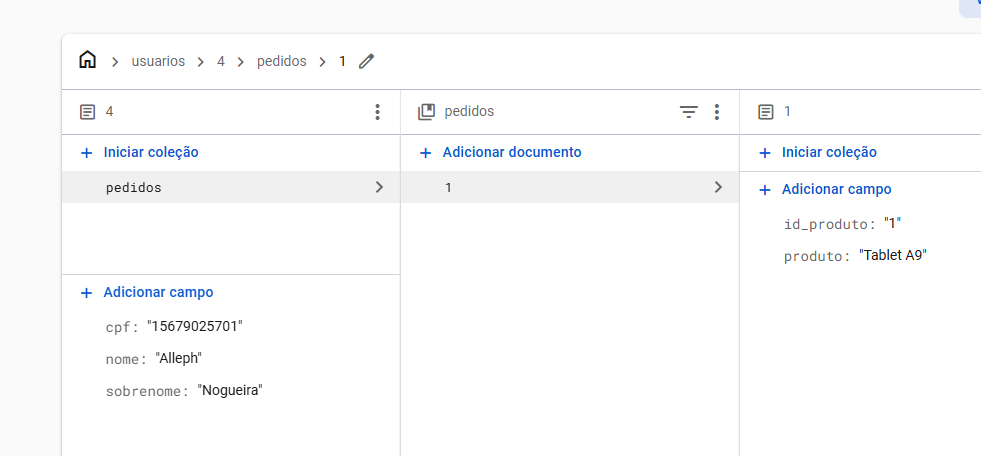 usuarios > 4 > pedidos > 1
4
pedidos
1
+ Iniciar coleção
+ Adicionar documento
+ Iniciar coleção
pedidos
1
+ Adicionar campo
id_produto: "1"
produto: "Tablet A9"
+ Adicionar campo
cpf: "15679025701"
nome: "Alleph"
sobrenome: "Nogueira"